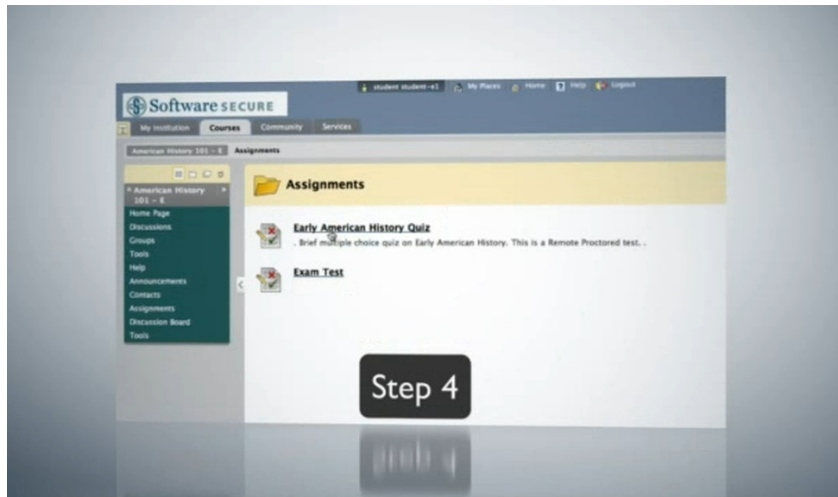 student student-e1 My Places Home ? Help Logout
Software SECURE
My Institution Courses Community Services
American History 101 - E Assignments
American History
101 - E
Assignments
Home Page
Discussions
Groups
Tools
Help
Announcements
Contacts
Assignments
Discussion Board
Tools
Early American History Quiz
. Brief multiple choice quiz on Early American History. This is a Remote Proctored test. .
Exam Test
Step 4